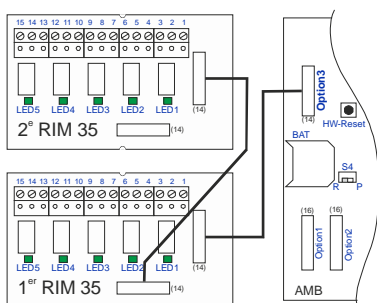 15 14 13 12 11 10 9 8 7 6 5 4 3 2 1
LED5 LED4 LED3 LED2 LED1
(14)
2e RIM 35
(14)
15 14 13 12 11 10 9 8 7 6 5 4 3 2 1
LED5 LED4 LED3 LED2 LED1
(14)
1er RIM 35
(14)
Option3
(14)
HW-Reset
BAT
S4
R P
(16) (16)
Option1 Option2
AMB